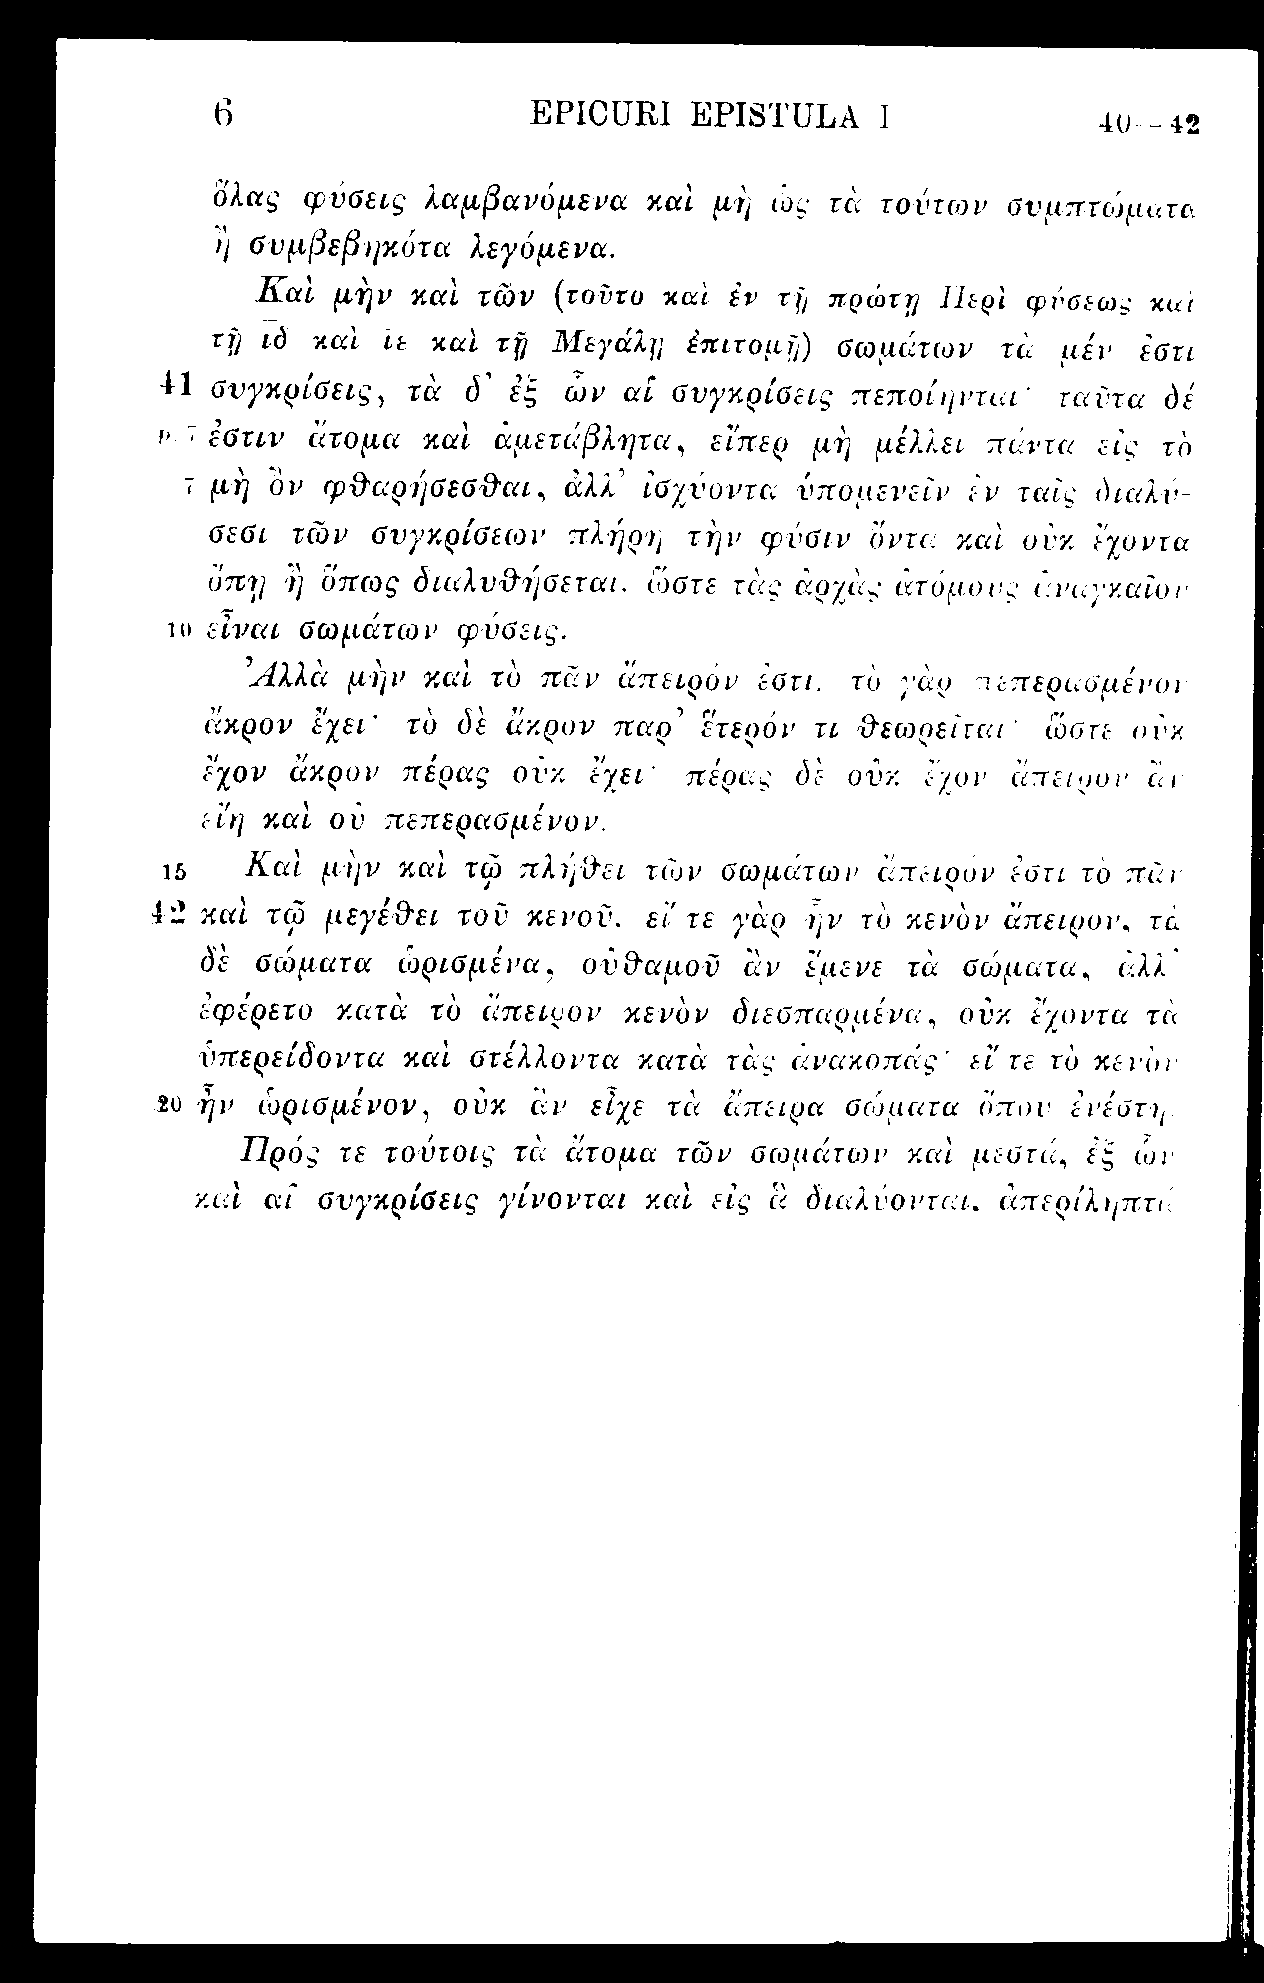 6 EPICURI EPISTULA I 40--42
ὅλας φύσεις λαμβανόμενα καὶ μὴ ὡς τὰ τούτων συμπτώματα
ἢ συμβεβηκότα λεγόμενα.
Καὶ μὴν καὶ τῶν (τοῦτο καὶ ἐν τῇ πρώτῃ Περὶ φύσεως καὶ
τῇ ιδ καὶ ιε καὶ τῇ Μεγάλῃ ἐπιτομῇ) σωμάτων τὰ μέν ἐστι
41 συγκρίσεις, τὰ δ' ἐξ ὧν αἱ συγκρίσεις πεποίηνται· ταῦτα δέ
ἐστιν ἄτομα καὶ ἀμετάβλητα, εἴπερ μὴ μέλλει πάντα εἰς τὸ
7 μὴ ὂν φθαρήσεσθαι, ἀλλ' ἰσχύοντα ὑπομενεῖν ἐν ταῖς διαλύ-
σεσι τῶν συγκρίσεων πλήρη τὴν φύσιν ὄντα καὶ οὐκ ἔχοντα
ὅπῃ ἢ ὅπως διαλυθήσεται. ὥστε τὰς ἀρχὰς ἀτόμους ἀναγκαῖον
10 εἶναι σωμάτων φύσεις.
Ἀλλὰ μὴν καὶ τὸ πᾶν ἄπειρόν ἐστι. τὸ γὰρ πεπερασμένον
ἄκρον ἔχει· τὸ δὲ ἄκρον παρ' ἕτερόν τι θεωρεῖται· ὥστε οὐκ
ἔχον ἄκρον πέρας οὐκ ἔχει· πέρας δὲ οὐκ ἔχον ἄπειρον ἂν
εἴη καὶ οὐ πεπερασμένον.
15 Καὶ μὴν καὶ τῷ πλήθει τῶν σωμάτων ἄπειρόν ἐστι τὸ πᾶν
42 καὶ τῷ μεγέθει τοῦ κενοῦ. εἴ τε γὰρ ἦν τὸ κενὸν ἄπειρον, τὰ
δὲ σώματα ὡρισμένα, οὐθαμοῦ ἂν ἔμενε τὰ σώματα, ἀλλ'
ἐφέρετο κατὰ τὸ ἄπειρον κενὸν διεσπαρμένα, οὐκ ἔχοντα τὰ
ὑπερείδοντα καὶ στέλλοντα κατὰ τὰς ἀνακοπάς· εἴ τε τὸ κενὸν
20 ἦν ὡρισμένον, οὐκ ἂν εἶχε τὰ ἄπειρα σώματα ὅπου ἐνέστη.
Πρός τε τούτοις τὰ ἄτομα τῶν σωμάτων καὶ μεστά, ἐξ ὧν
καὶ αἱ συγκρίσεις γίνονται καὶ εἰς ἃ διαλύονται, ἀπερίληπτά